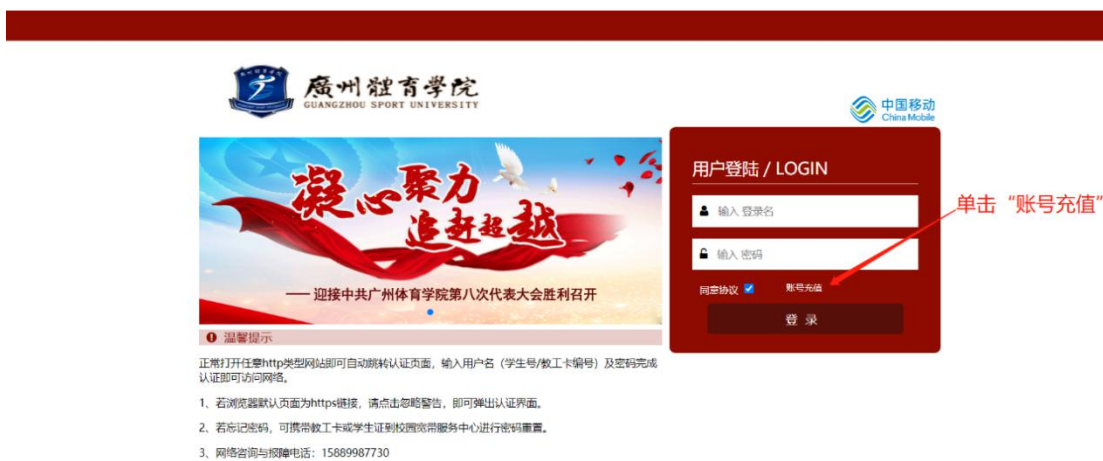 廣州體育学院
GUANGZHOU SPORT UNIVERSITY
中国移动
China Mobile
凝心聚力
追赶超越
—— 迎接中共广州体育学院第八次代表大会胜利召开
用户登陆 / LOGIN
输入 登录名
输入 密码
同意协议
账号充值
登 录
单击“账号充值”
温馨提示
正常打开任意http类型网站即可自动跳转认证页面，输入用户名（学生号/教工卡编号）及密码完成
认证即可访问网络。
1、若浏览器默认页面为https链接，请点击忽略警告，即可弹出认证界面。
2、若忘记密码，可携带教工卡或学生证到校园宽带服务中心进行密码重置。
3、网络咨询与报障电话：15889987730